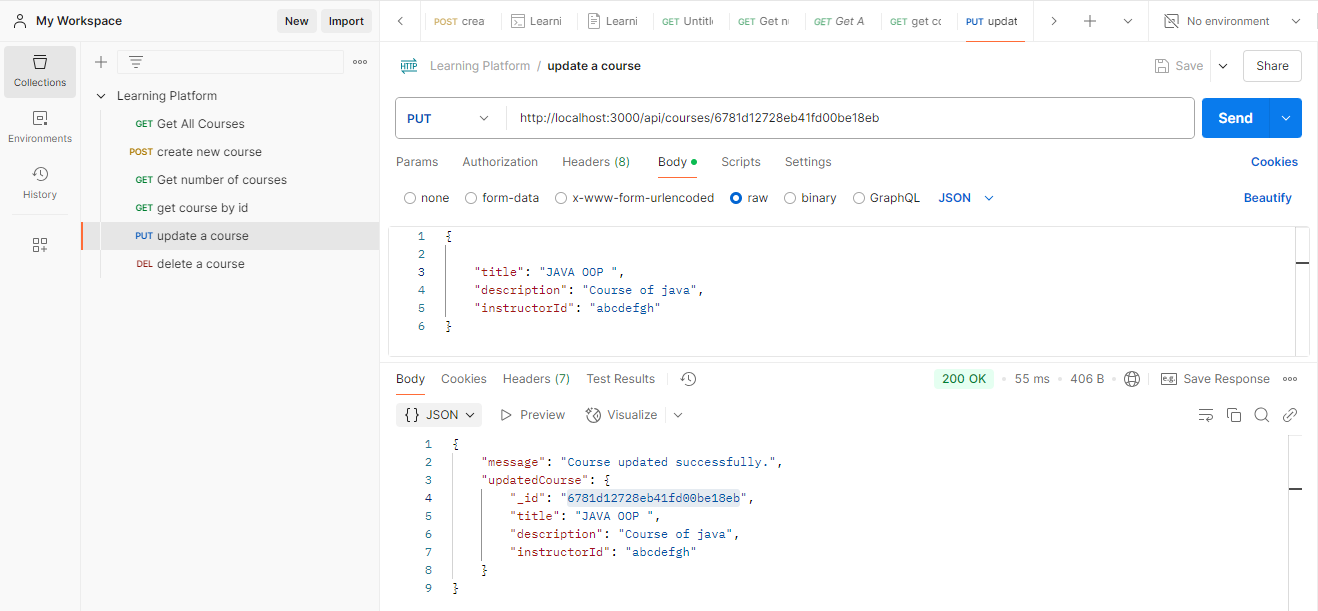 My Workspace
New
Import
POST crea
Learni
Learni
GET Untitl
GET Get n
GET Get A
GET get co
PUT updat
No environment
Collections
Environments
History
Learning Platform
GET Get All Courses
POST create new course
GET Get number of courses
GET get course by id
PUT update a course
DEL delete a course
HTTP Learning Platform / update a course
Save
Share
PUT
http://localhost:3000/api/courses/6781d12728eb41fd00be18eb
Send
Params
Authorization
Headers (8)
Body
Scripts
Settings
Cookies
none
form-data
x-www-form-urlencoded
raw
binary
GraphQL
JSON
Beautify
1 {
2
3 "title": "JAVA OOP ",
4 "description": "Course of java",
5 "instructorId": "abcdefgh"
6 }
Body
Cookies
Headers (7)
Test Results
200 OK
55 ms
406 B
e.g. Save Response
{} JSON
Preview
Visualize
1 {
2 "message": "Course updated successfully.",
3 "updatedCourse": {
4 "_id": "6781d12728eb41fd00be18eb",
5 "title": "JAVA OOP ",
6 "description": "Course of java",
7 "instructorId": "abcdefgh"
8 }
9 }